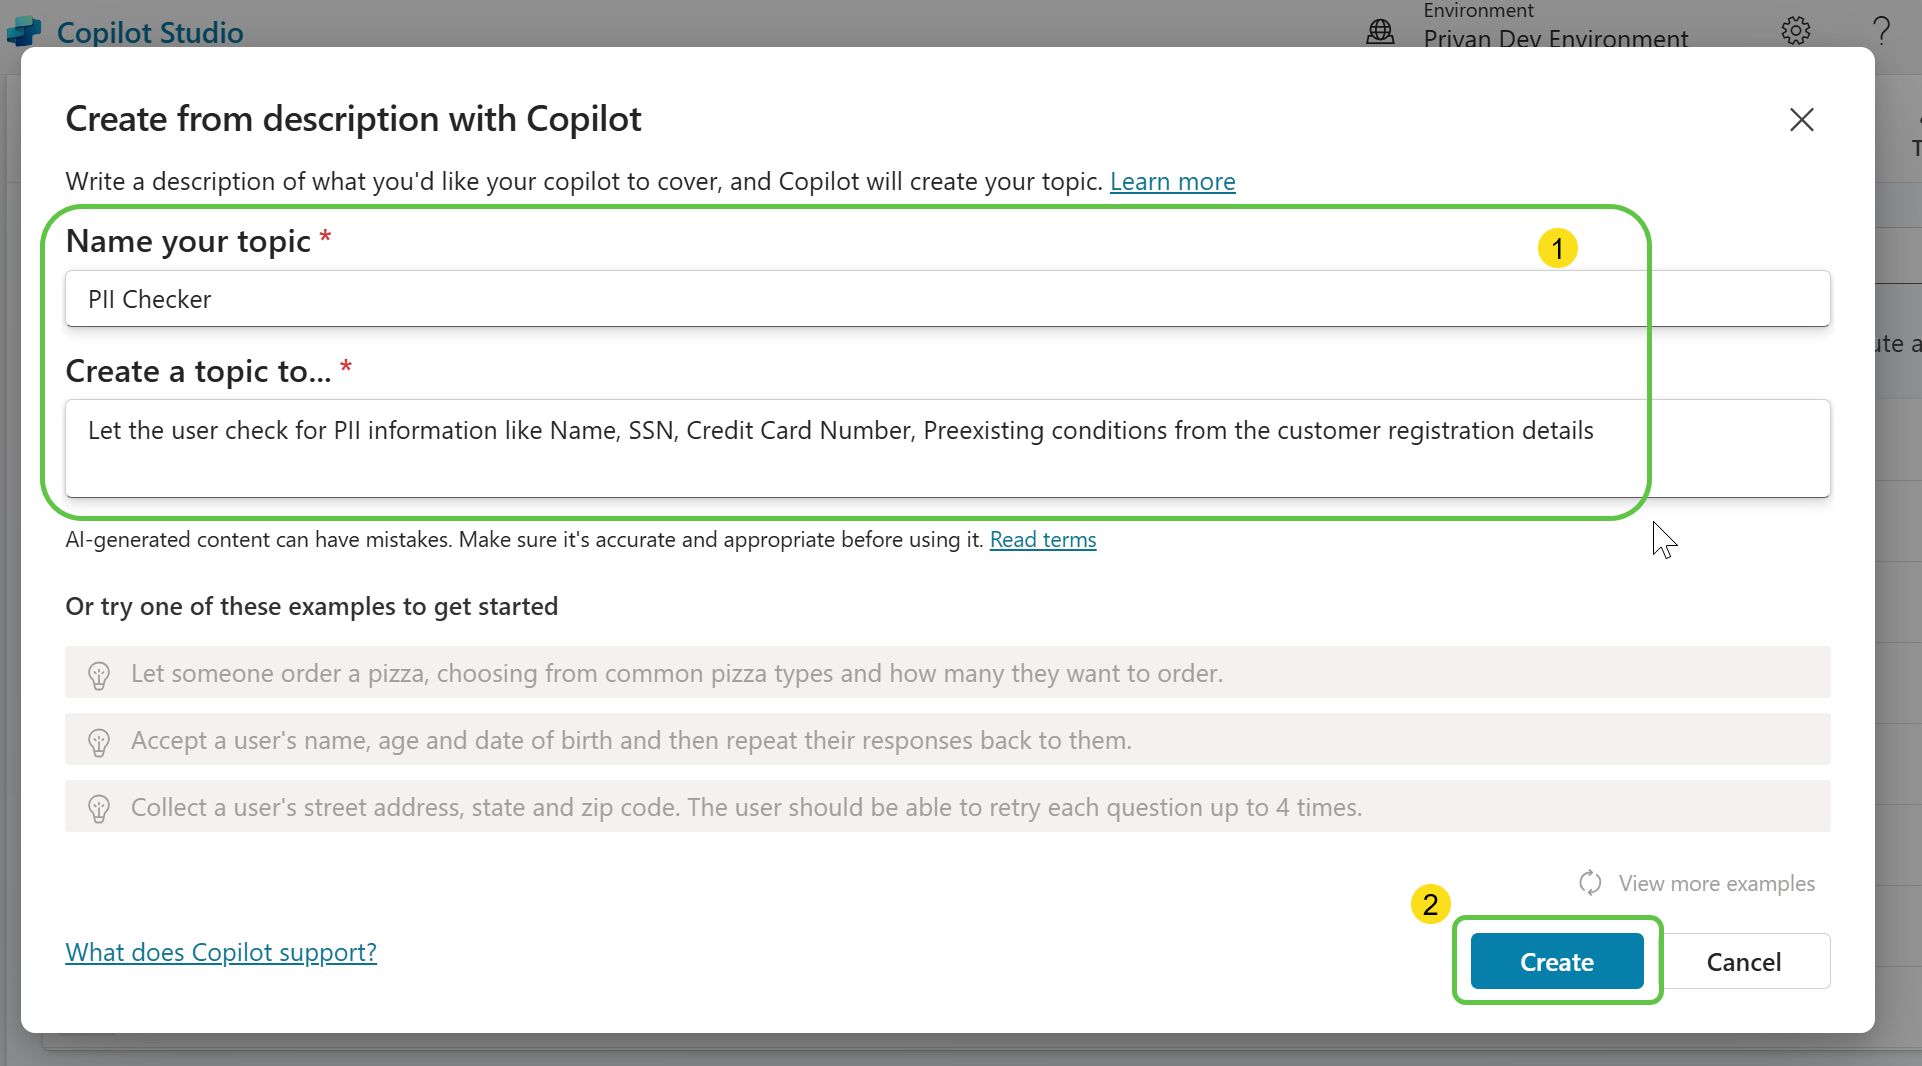 Copilot Studio
Environment
Privan Dev Environment
?
Create from description with Copilot
Write a description of what you'd like your copilot to cover, and Copilot will create your topic. Learn more
Name your topic *
1
PII Checker
Create a topic to... *
Let the user check for PII information like Name, SSN, Credit Card Number, Preexisting conditions from the customer registration details
AI-generated content can have mistakes. Make sure it's accurate and appropriate before using it. Read terms
Or try one of these examples to get started
Let someone order a pizza, choosing from common pizza types and how many they want to order.
Accept a user's name, age and date of birth and then repeat their responses back to them.
Collect a user's street address, state and zip code. The user should be able to retry each question up to 4 times.
View more examples
2
What does Copilot support?
Create
Cancel